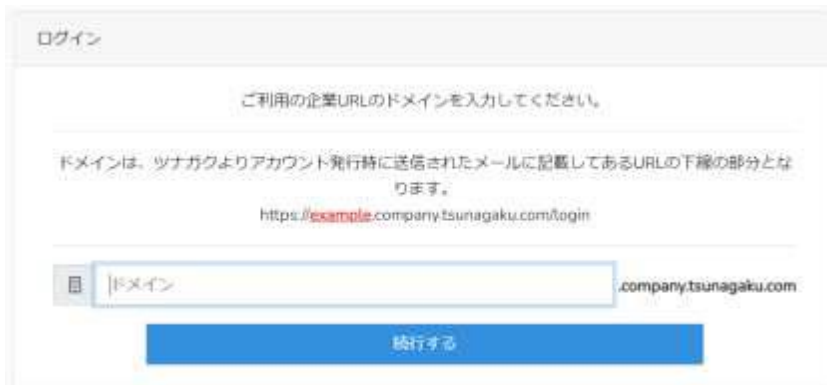 ログイン
ご利用の企業URLのドメインを入力してください。
ドメインは、ツナガクよりアカウント発行時に送信されたメールに記載してあるURLの下線の部分とな
ります。
https://example.company.tsunagaku.com/login
ドメイン .company.tsunagaku.com
続行する